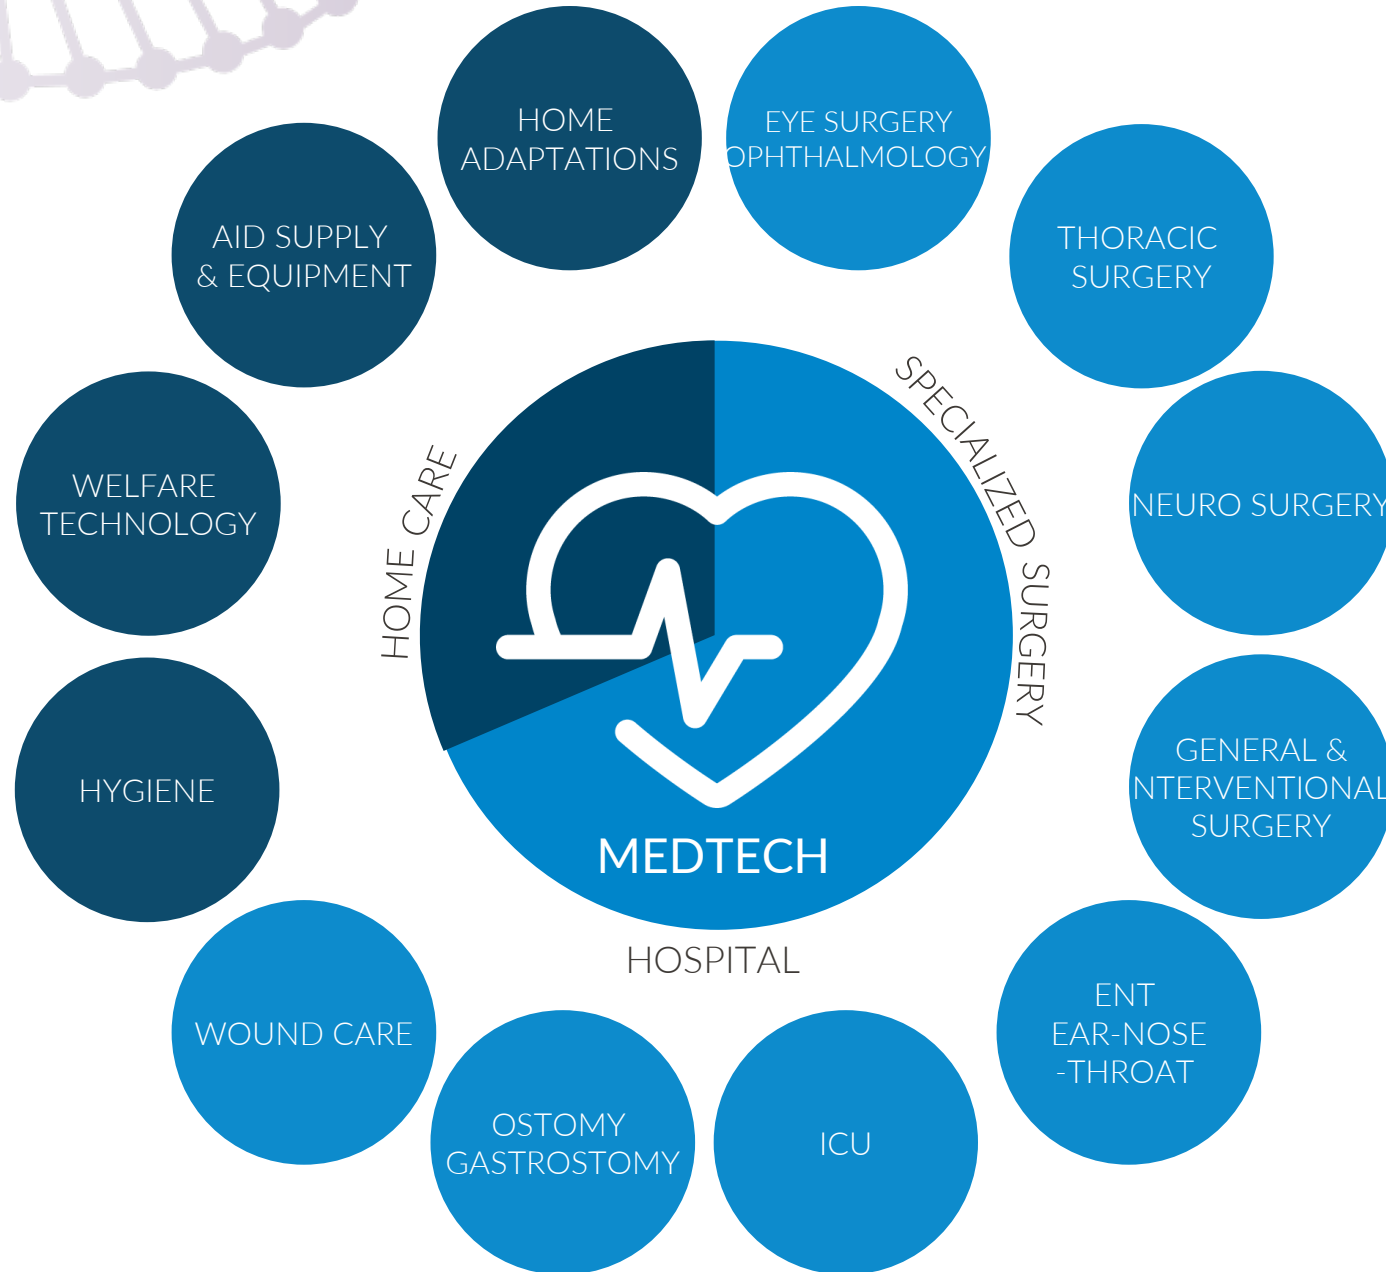 HOME
ADAPTATIONS
EYE SURGERY
OPHTHALMOLOGY
AID SUPPLY
& EQUIPMENT
THORACIC
SURGERY
WELFARE
TECHNOLOGY
HOME CARE
SPECIALIZED SURGERY
NEURO SURGERY
HYGIENE
GENERAL &
NTERVENTIONAL
SURGERY
MEDTECH
HOSPITAL
WOUND CARE
ENT
EAR-NOSE
-THROAT
OSTOMY
GASTROSTOMY
ICU